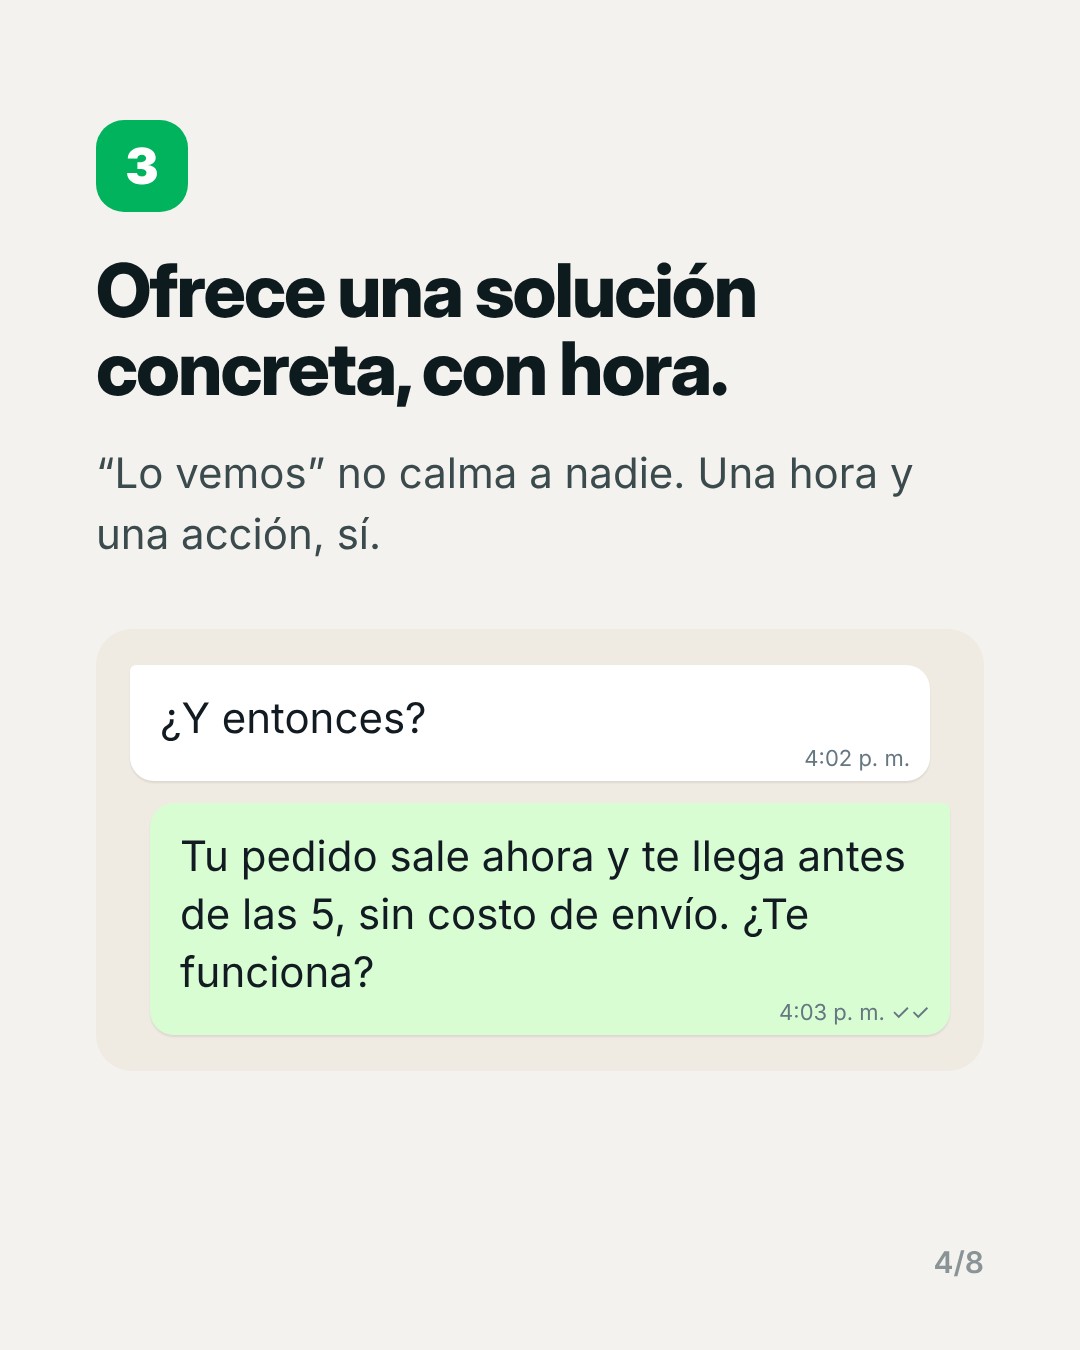 3
Ofrece una solución
concreta, con hora.
“Lo vemos” no calma a nadie. Una hora y
una acción, sí.
¿Y entonces?
4:02 p. m.
Tu pedido sale ahora y te llega antes
de las 5, sin costo de envío. ¿Te
funciona?
4:03 p. m. ✓✓
4/8